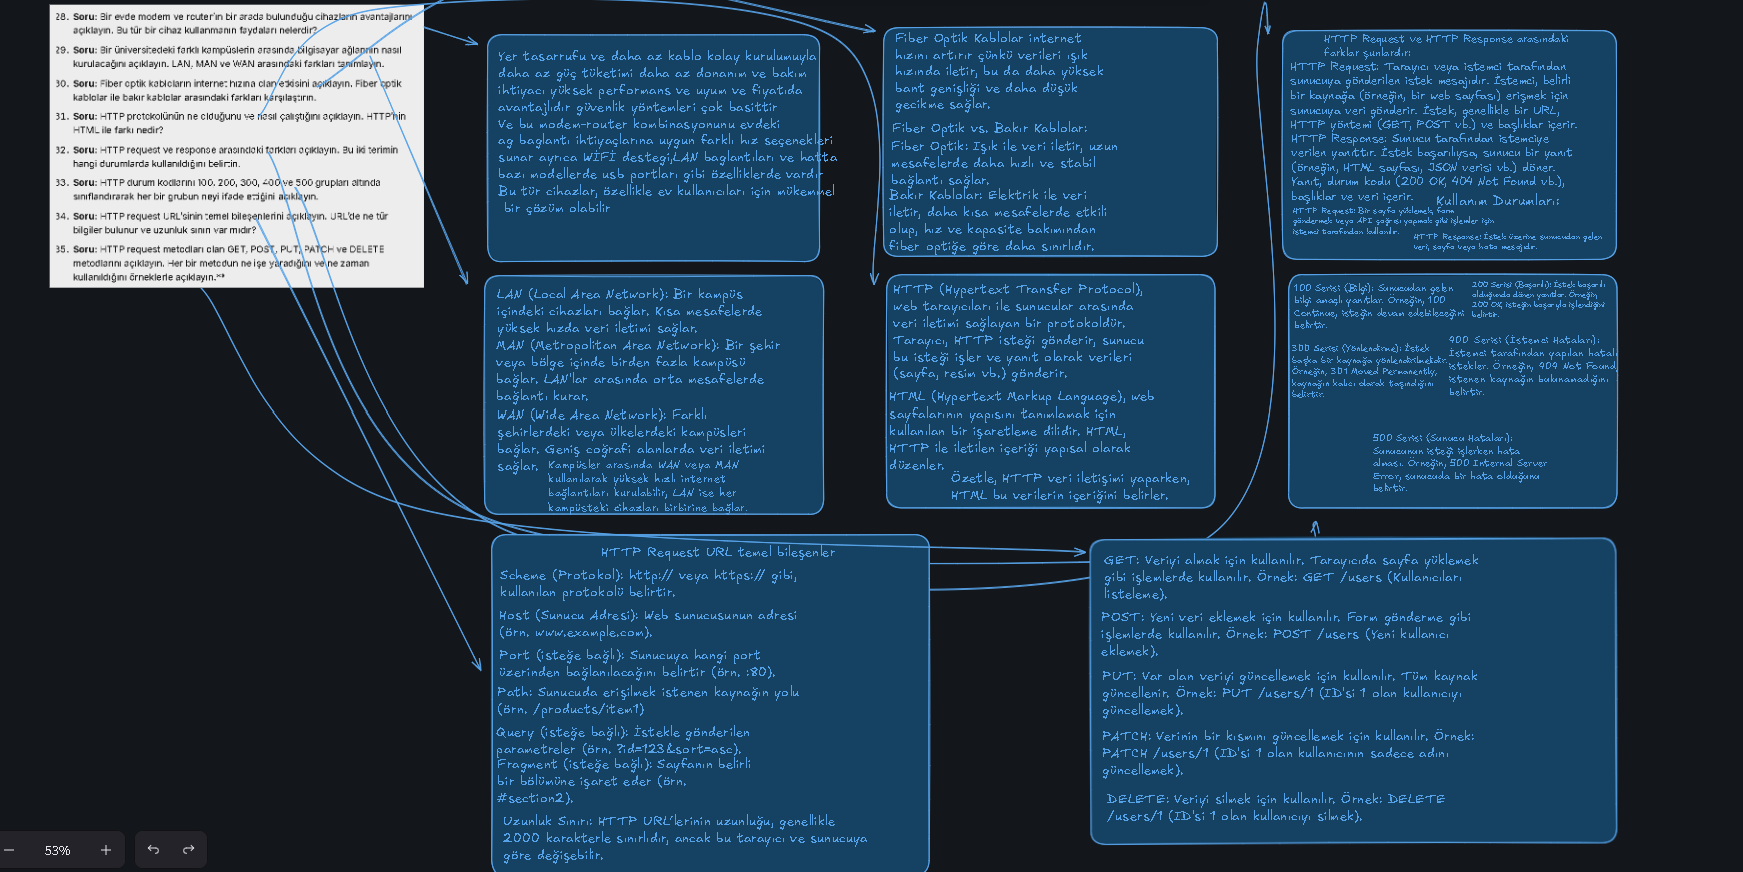 28. Soru: Bir evde modem ve router'ın bir arada bulunduğu cihazların avantajlarını
açıklayın. Bu tür bir cihaz kullanmanın faydaları nelerdir?
29. Soru: Bir üniversitedeki farklı kampüslerin arasında bilgisayar ağlarının nasıl
kurulacağını açıklayın. LAN, MAN ve WAN arasındaki farkları tanımlayın.
30. Soru: Fiber optik kabloların internet hızına olan etkisini açıklayın. Fiber optik
kablolar ile bakır kablolar arasındaki farkları karşılaştırın.
31. Soru: HTTP protokolünün ne olduğunu ve nasıl çalıştığını açıklayın. HTTP'nin
HTML ile farkı nedir?
32. Soru: HTTP request ve response arasındaki farkları açıklayın. Bu iki terimin
hangi durumlarda kullanıldığını belirtin.
33. Soru: HTTP durum kodlarını 100, 200, 300, 400 ve 500 grupları altında
sınıflandırarak her bir grubun neyi ifade ettiğini açıklayın.
34. Soru: HTTP request URL'sinin temel bileşenlerini açıklayın. URL'de ne tür
bilgiler bulunur ve uzunluk sınırı var mıdır?
35. Soru: HTTP request metodları olan GET, POST, PUT, PATCH ve DELETE
metodlarını açıklayın. Her bir metodun ne işe yaradığını ve ne zaman
kullanıldığını örneklerle açıklayın.**
Yer tasarrufu ve daha az kablo kolay kurulumuyla
daha az güç tüketimi daha az donanım ve bakım
ihtiyacı yüksek performans ve uyum ve fiyatıda
avantajlıdır güvenlik yöntemleri çok basittir
Ve bu modem-router kombinasyonunu evdeki
ag baglantı ihtiyaçlarına uygun farklı hız seçenekleri
sunar ayrıca WİFİ destegi,LAN baglantıları ve hatta
bazı modellerde usb portları gibi özelliklerde vardır
Bu tür cihazlar, özellikle ev kullanıcıları için mükemmel
bir çözüm olabilir
Fiber Optik Kablolar internet
hızını artırır çünkü verileri ışık
hızında iletir, bu da daha yüksek
bant genişliği ve daha düşük
gecikme sağlar.
Fiber Optik vs. Bakır Kablolar:
Fiber Optik: Işık ile veri iletir, uzun
mesafelerde daha hızlı ve stabil
bağlantı sağlar.
Bakır Kablolar: Elektrik ile veri
iletir, daha kısa mesafelerde etkili
olup, hız ve kapasite bakımından
fiber optiğe göre daha sınırlıdır.
HTTP Request ve HTTP Response arasındaki
farklar şunlardır:
HTTP Request: Tarayıcı veya istemci tarafından
sunucuya gönderilen istek mesajıdır. İstemci, belirli
bir kaynağa (örneğin, bir web sayfası) erişmek için
sunucuya veri gönderir. İstek, genellikle bir URL,
HTTP yöntemi (GET, POST vb.) ve başlıklar içerir.
HTTP Response: Sunucu tarafından istemciye
verilen yanıttır. İstek başarılıysa, sunucu bir yanıt
(örneğin, HTML sayfası, JSON verisi vb.) döner.
Yanıt, durum kodu (200 OK, 404 Not Found vb.),
başlıklar ve veri içerir.
Kullanım Durumları:
HTTP Request: Bir sayfa yüklemek, form
göndermek veya API çağrısı yapmak gibi işlemler için
istemci tarafından kullanılır.
HTTP Response: İstek üzerine sunucudan gelen
veri, sayfa veya hata mesajıdır.
LAN (Local Area Network): Bir kampüs
içindeki cihazları bağlar. Kısa mesafelerde
yüksek hızda veri iletimi sağlar.
MAN (Metropolitan Area Network): Bir şehir
veya bölge içinde birden fazla kampüsü
bağlar. LAN'lar arasında orta mesafelerde
bağlantı kurar.
WAN (Wide Area Network): Farklı
şehirlerdeki veya ülkelerdeki kampüsleri
bağlar. Geniş coğrafi alanlarda veri iletimi
sağlar.
Kampüsler arasında WAN veya MAN
kullanılarak yüksek hızlı internet
bağlantıları kurulabilir, LAN ise her
kampüsteki cihazları birbirine bağlar.
HTTP (Hypertext Transfer Protocol),
web tarayıcıları ile sunucular arasında
veri iletimi sağlayan bir protokoldür.
Tarayıcı, HTTP isteği gönderir, sunucu
bu isteği işler ve yanıt olarak verileri
(sayfa, resim vb.) gönderir.
HTML (Hypertext Markup Language), web
sayfalarının yapısını tanımlamak için
kullanılan bir işaretleme dilidir. HTML,
HTTP ile iletilen içeriği yapısal olarak
düzenler.
Özetle, HTTP veri iletişimi yaparken,
HTML bu verilerin içeriğini belirler.
100 Serisi (Bilgi): Sunucudan gelen
bilgi amaçlı yanıtlar. Örneğin, 100
Continue, isteğin devam edebileceğini
belirtir.
200 Serisi (Başarılı): İstek başarılı
olduğunda dönen yanıtlar. Örneğin,
200 OK, isteğin başarıyla işlendiğini
belirtir.
300 Serisi (Yönlendirme): İstek
başka bir kaynağa yönlendirilmektedir.
Örneğin, 301 Moved Permanently,
kaynağın kalıcı olarak taşındığını
belirtir.
400 Serisi (İstemci Hataları):
İstemci tarafından yapılan hatalı
istekler. Örneğin, 404 Not Found,
istenen kaynağın bulunamadığını
belirtir.
500 Serisi (Sunucu Hataları):
Sunucunun isteği işlerken hata
alması. Örneğin, 500 Internal Server
Error, sunucuda bir hata olduğunu
belirtir.
HTTP Request URL temel bileşenler
Scheme (Protokol): http:// veya https:// gibi,
kullanılan protokolü belirtir.
Host (Sunucu Adresi): Web sunucusunun adresi
(örn. www.example.com).
Port (isteğe bağlı): Sunucuya hangi port
üzerinden bağlanılacağını belirtir (örn. :80).
Path: Sunucuda erişilmek istenen kaynağın yolu
(örn. /products/item1)
Query (isteğe bağlı): İstekle gönderilen
parametreler (örn. ?id=123&sort=asc).
Fragment (isteğe bağlı): Sayfanın belirli
bir bölümüne işaret eder (örn.
#section2).
Uzunluk Sınırı: HTTP URL'lerinin uzunluğu, genellikle
2000 karakterle sınırlıdır, ancak bu tarayıcı ve sunucuya
göre değişebilir.
GET: Veriyi almak için kullanılır. Tarayıcıda sayfa yüklemek
gibi işlemlerde kullanılır. Örnek: GET /users (Kullanıcıları
listeleme).
POST: Yeni veri eklemek için kullanılır. Form gönderme gibi
işlemlerde kullanılır. Örnek: POST /users (Yeni kullanıcı
eklemek).
PUT: Var olan veriyi güncellemek için kullanılır. Tüm kaynak
güncellenir. Örnek: PUT /users/1 (ID'si 1 olan kullanıcıyı
güncellemek).
PATCH: Verinin bir kısmını güncellemek için kullanılır. Örnek:
PATCH /users/1 (ID'si 1 olan kullanıcının sadece adını
güncellemek).
DELETE: Veriyi silmek için kullanılır. Örnek: DELETE
/users/1 (ID'si 1 olan kullanıcıyı silmek).
53%